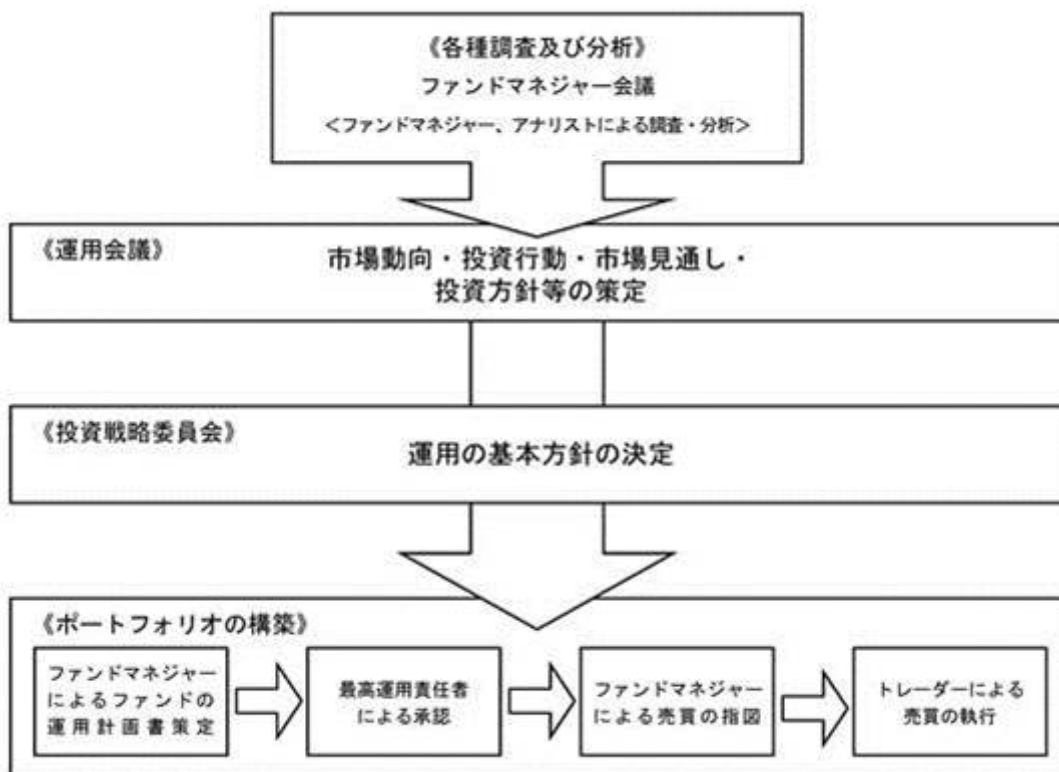 《各種調査及び分析》
ファンドマネジャー会議
＜ファンドマネジャー、アナリストによる調査・分析＞
《運用会議》
市場動向・投資行動・市場見通し・
投資方針等の策定
《投資戦略委員会》
運用の基本方針の決定
《ポートフォリオの構築》
ファンドマネジャー
によるファンドの
運用計画書策定
最高運用責任者
による承認
ファンドマネジャー
による売買の指図
トレーダーによる
売買の執行